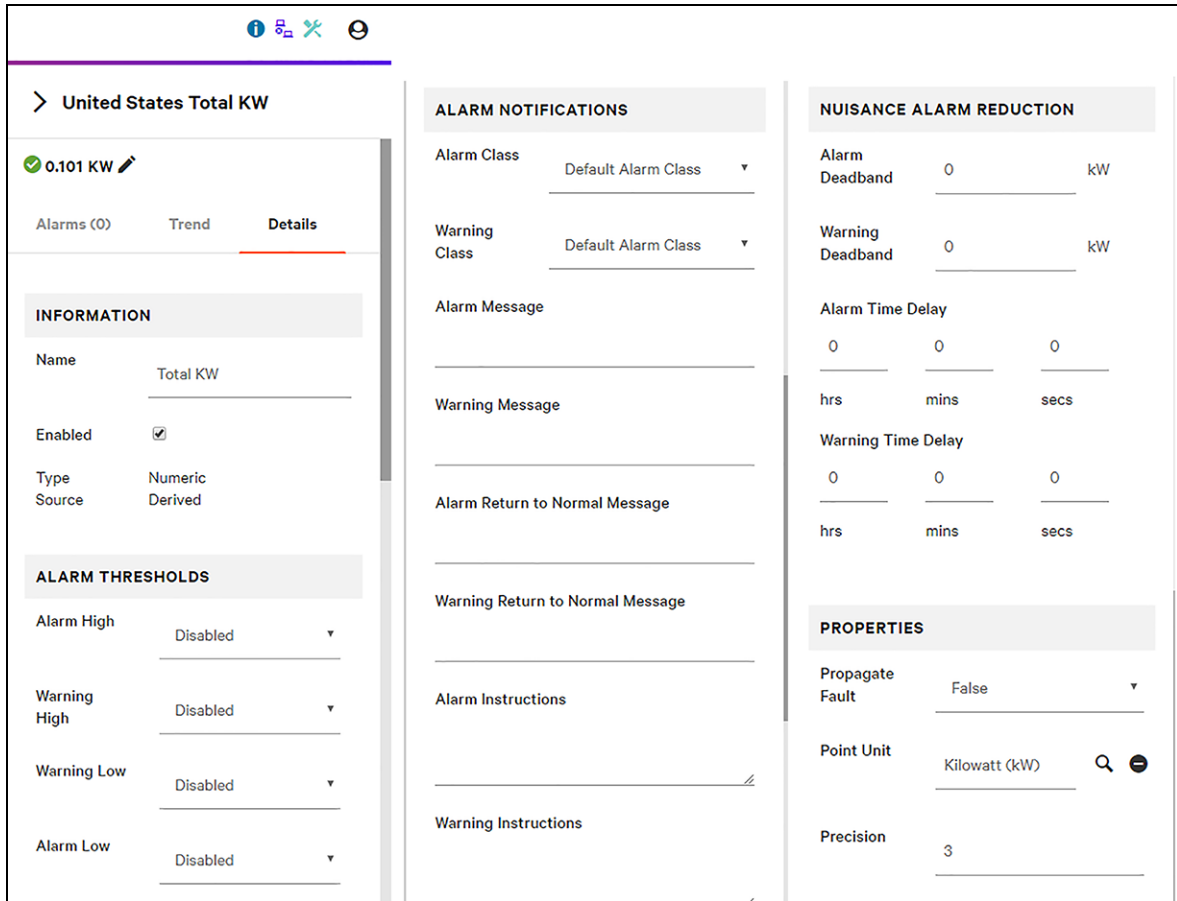 United States Total KW
0.101 KW
Alarms (0) Trend Details
INFORMATION
Name
Total KW
Enabled
Type Numeric
Source Derived
ALARM THRESHOLDS
Alarm High
Disabled
Warning
High
Disabled
Warning Low
Disabled
Alarm Low
Disabled
ALARM NOTIFICATIONS
Alarm Class
Default Alarm Class
Warning
Class
Default Alarm Class
Alarm Message
Warning Message
Alarm Return to Normal Message
Warning Return to Normal Message
Alarm Instructions
Warning Instructions
NUISANCE ALARM REDUCTION
Alarm
Deadband
0 kW
Warning
Deadband
0 kW
Alarm Time Delay
0 0 0
hrs mins secs
Warning Time Delay
0 0 0
hrs mins secs
PROPERTIES
Propagate
Fault
False
Point Unit
Kilowatt (kW)
Precision
3